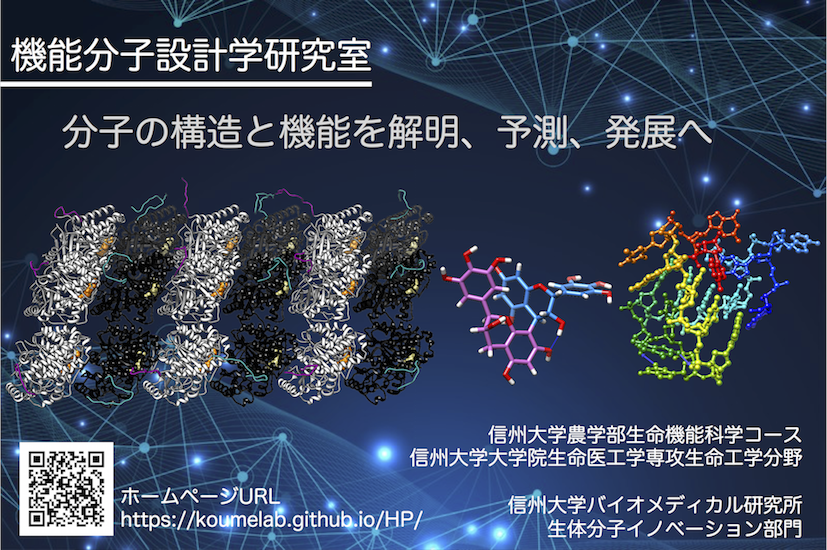 機能分子設計学研究室
分子の構造と機能を解明、予測、発展へ
信州大学農学部生命機能科学コース
信州大学大学院生命医工学専攻生命工学分野
ホームページURL
https://koumelab.github.io/HP/
信州大学バイオメディカル研究所
生体分子イノベーション部門